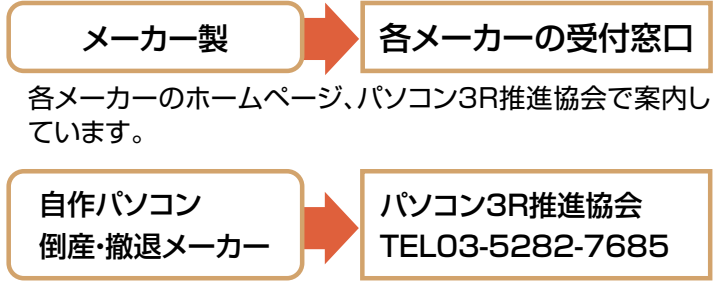 メーカー製
各メーカーの受付窓口
各メーカーのホームページ、パソコン3R推進協会で案内し
ています。
自作パソコン
倒産・撤退メーカー
パソコン3R推進協会
TEL03-5282-7685